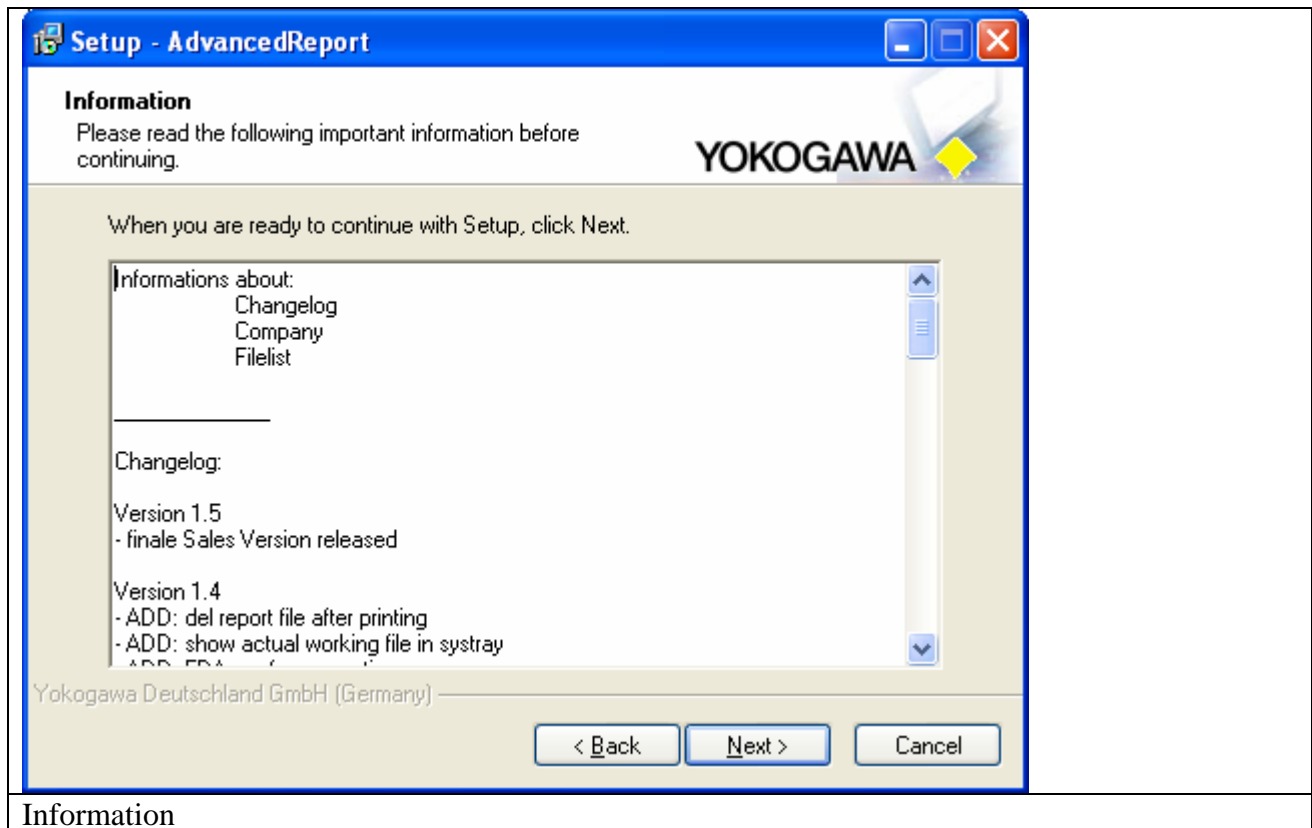 Setup - AdvancedReport
Information
Please read the following important information before
continuing.
YOKOGAWA
When you are ready to continue with Setup, click Next.
Informations about:
Changelog
Company
Filelist
Changelog:
Version 1.5
- finale Sales Version released
Version 1.4
- ADD: del report file after printing
- ADD: show actual working file in systray
Yokogawa Deutschland GmbH (Germany)
< Back
Next >
Cancel
Information